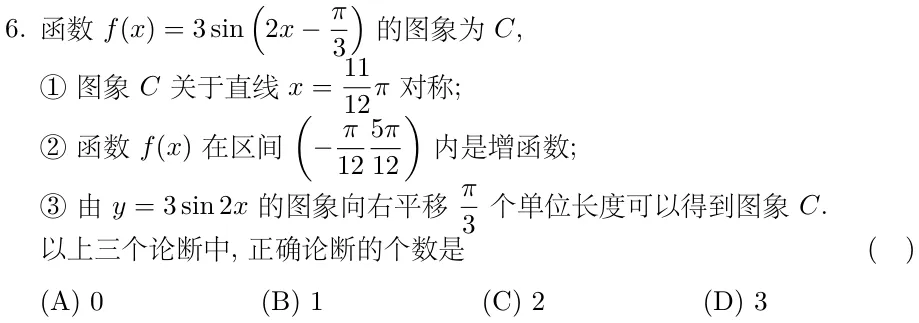 6. 函数 f(x) = 3 sin(2x − π/3) 的图象为 C,
① 图象 C 关于直线 x = 11/12 π 对称;
② 函数 f(x) 在区间 (−π/12 5π/12) 内是增函数;
③ 由 y = 3 sin 2x 的图象向右平移 π/3 个单位长度可以得到图象 C.
以上三个论断中, 正确论断的个数是 ( )
(A) 0 (B) 1 (C) 2 (D) 3